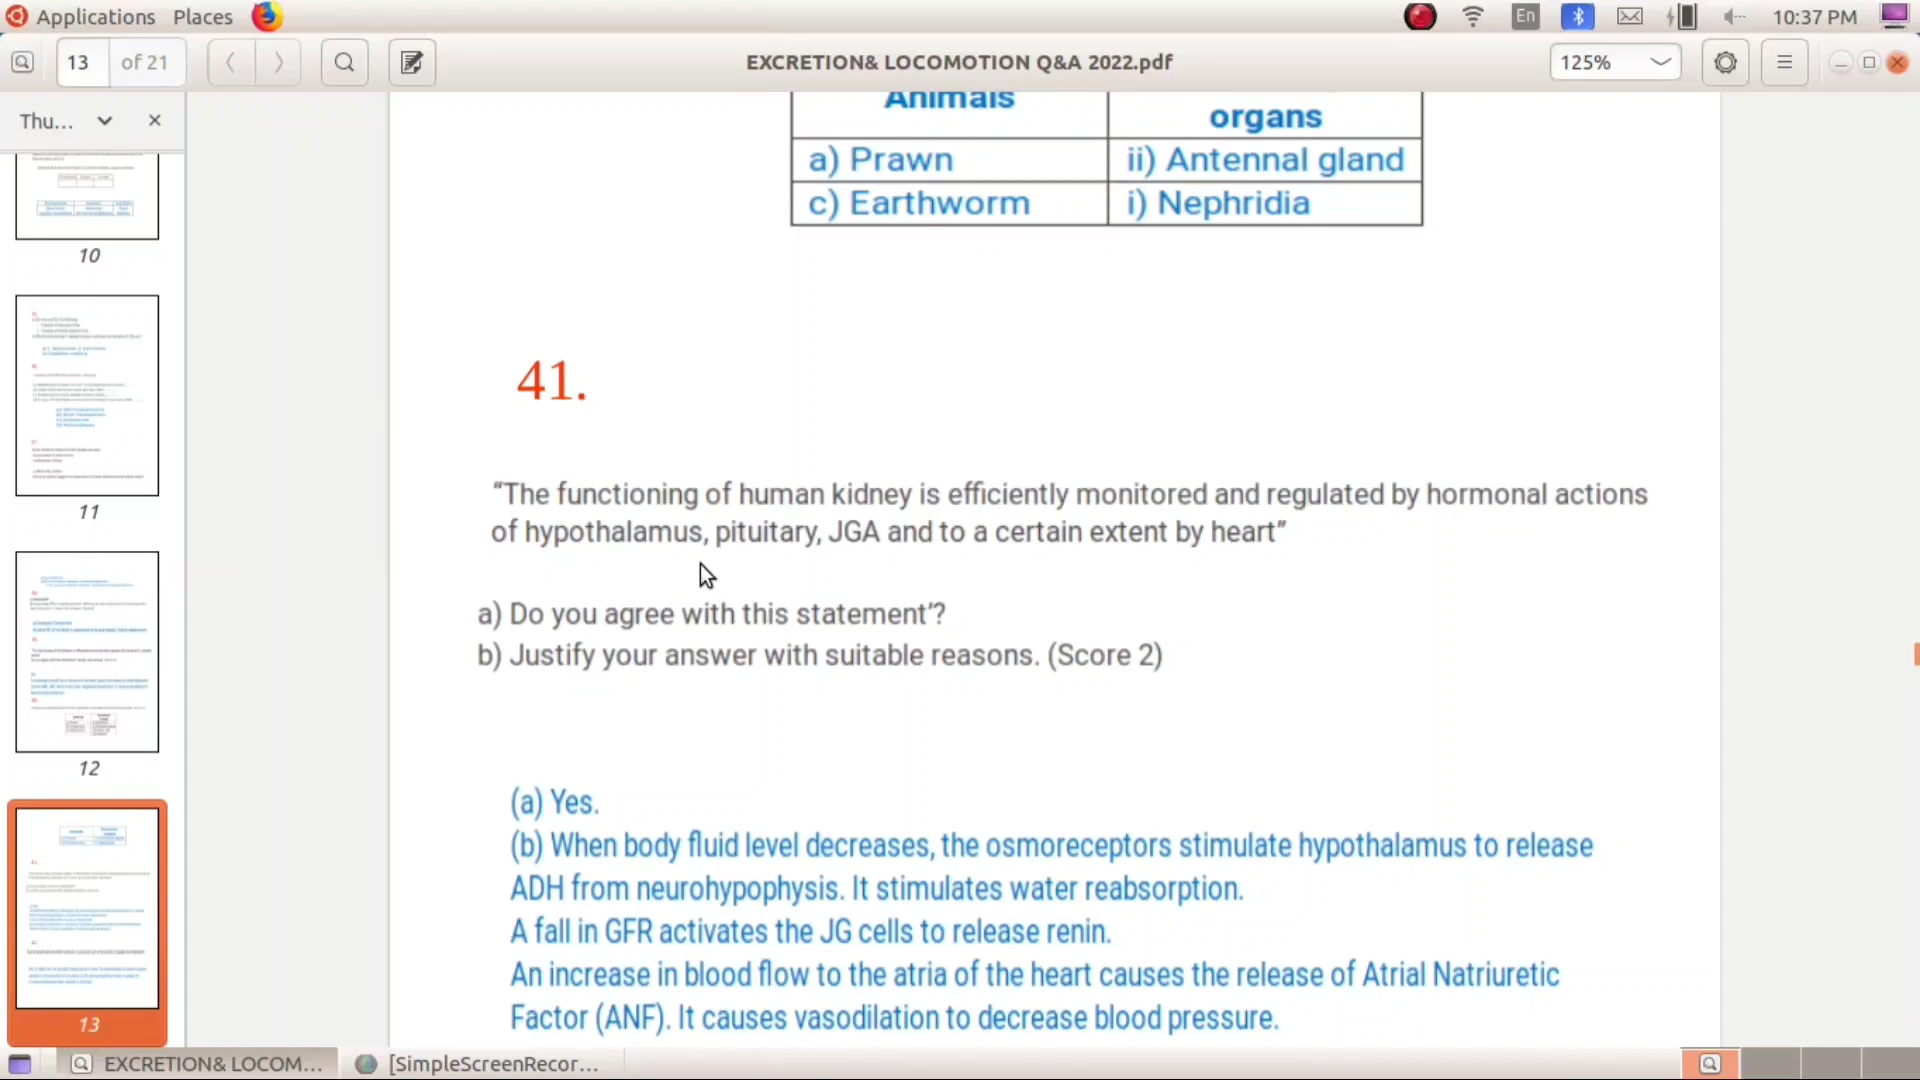 Applications Places
En
10:37 PM
13 of 21
EXCRETION& LOCOMOTION Q&A 2022.pdf
125%
Thu...
10
11
12
13
Animals
organs
a) Prawn
ii) Antennal gland
c) Earthworm
i) Nephridia
41.
“The functioning of human kidney is efficiently monitored and regulated by hormonal actions
of hypothalamus, pituitary, JGA and to a certain extent by heart”
a) Do you agree with this statement’?
b) Justify your answer with suitable reasons. (Score 2)
(a) Yes.
(b) When body fluid level decreases, the osmoreceptors stimulate hypothalamus to release
ADH from neurohypophysis. It stimulates water reabsorption.
A fall in GFR activates the JG cells to release renin.
An increase in blood flow to the atria of the heart causes the release of Atrial Natriuretic
Factor (ANF). It causes vasodilation to decrease blood pressure.
EXCRETION& LOCOM...
[SimpleScreenRecor...